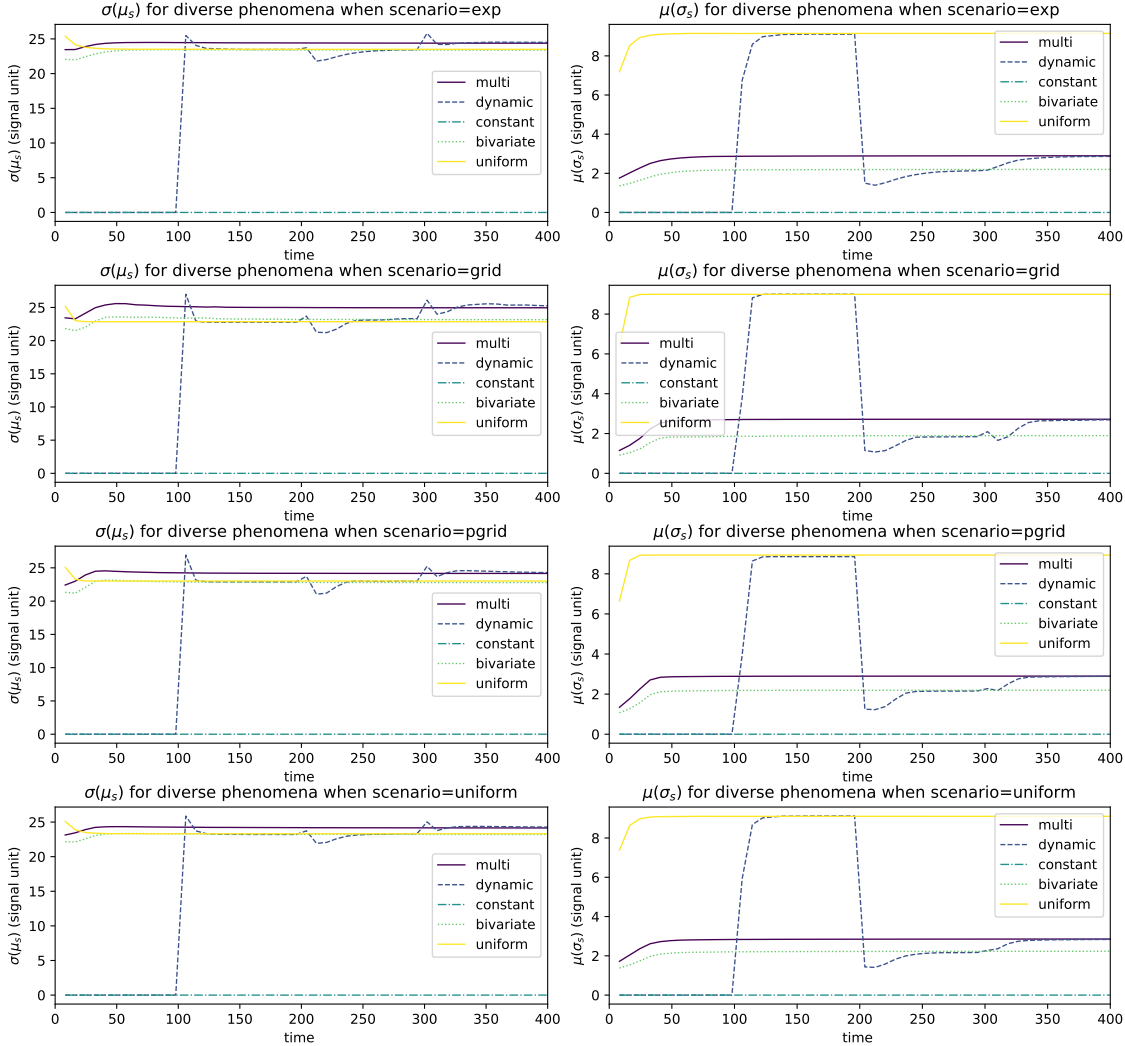 σ(μₛ) for diverse phenomena when scenario=exp
σ(μₛ) (signal unit)
25
20
15
10
5
0
multi
dynamic
constant
bivariate
uniform
0 50 100 150 200 250 300 350 400
time
μ(σₛ) for diverse phenomena when scenario=exp
μ(σₛ) (signal unit)
8
6
4
2
0
multi
dynamic
constant
bivariate
uniform
0 50 100 150 200 250 300 350 400
time
σ(μₛ) for diverse phenomena when scenario=grid
σ(μₛ) (signal unit)
25
20
15
10
5
0
multi
dynamic
constant
bivariate
uniform
0 50 100 150 200 250 300 350 400
time
μ(σₛ) for diverse phenomena when scenario=grid
μ(σₛ) (signal unit)
8
6
4
2
0
multi
dynamic
constant
bivariate
uniform
0 50 100 150 200 250 300 350 400
time
σ(μₛ) for diverse phenomena when scenario=pgrid
σ(μₛ) (signal unit)
25
20
15
10
5
0
multi
dynamic
constant
bivariate
uniform
0 50 100 150 200 250 300 350 400
time
μ(σₛ) for diverse phenomena when scenario=pgrid
μ(σₛ) (signal unit)
8
6
4
2
0
multi
dynamic
constant
bivariate
uniform
0 50 100 150 200 250 300 350 400
time
σ(μₛ) for diverse phenomena when scenario=uniform
σ(μₛ) (signal unit)
25
20
15
10
5
0
multi
dynamic
constant
bivariate
uniform
0 50 100 150 200 250 300 350 400
time
μ(σₛ) for diverse phenomena when scenario=uniform
μ(σₛ) (signal unit)
8
6
4
2
0
multi
dynamic
constant
bivariate
uniform
0 50 100 150 200 250 300 350 400
time